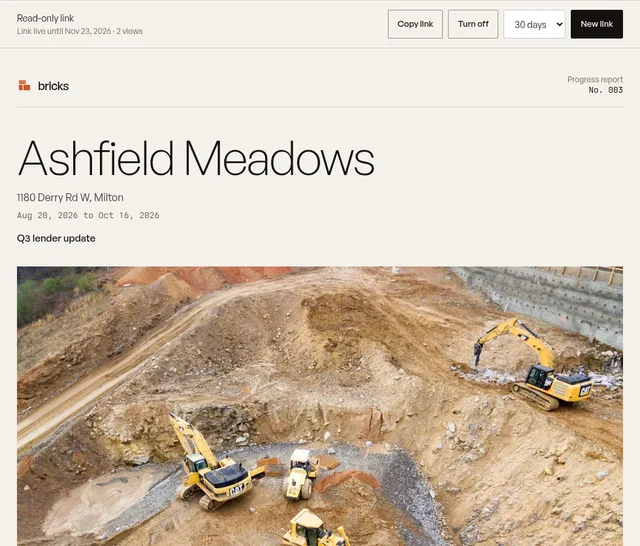 Read-only link
Link live until Nov 23, 2026 · 2 views
Copy link
Turn off
30 days
New link
bricks
Progress report
No. 003
Ashfield Meadows
1180 Derry Rd W, Milton
Aug 20, 2026 to Oct 16, 2026
Q3 lender update
CAT
CAT